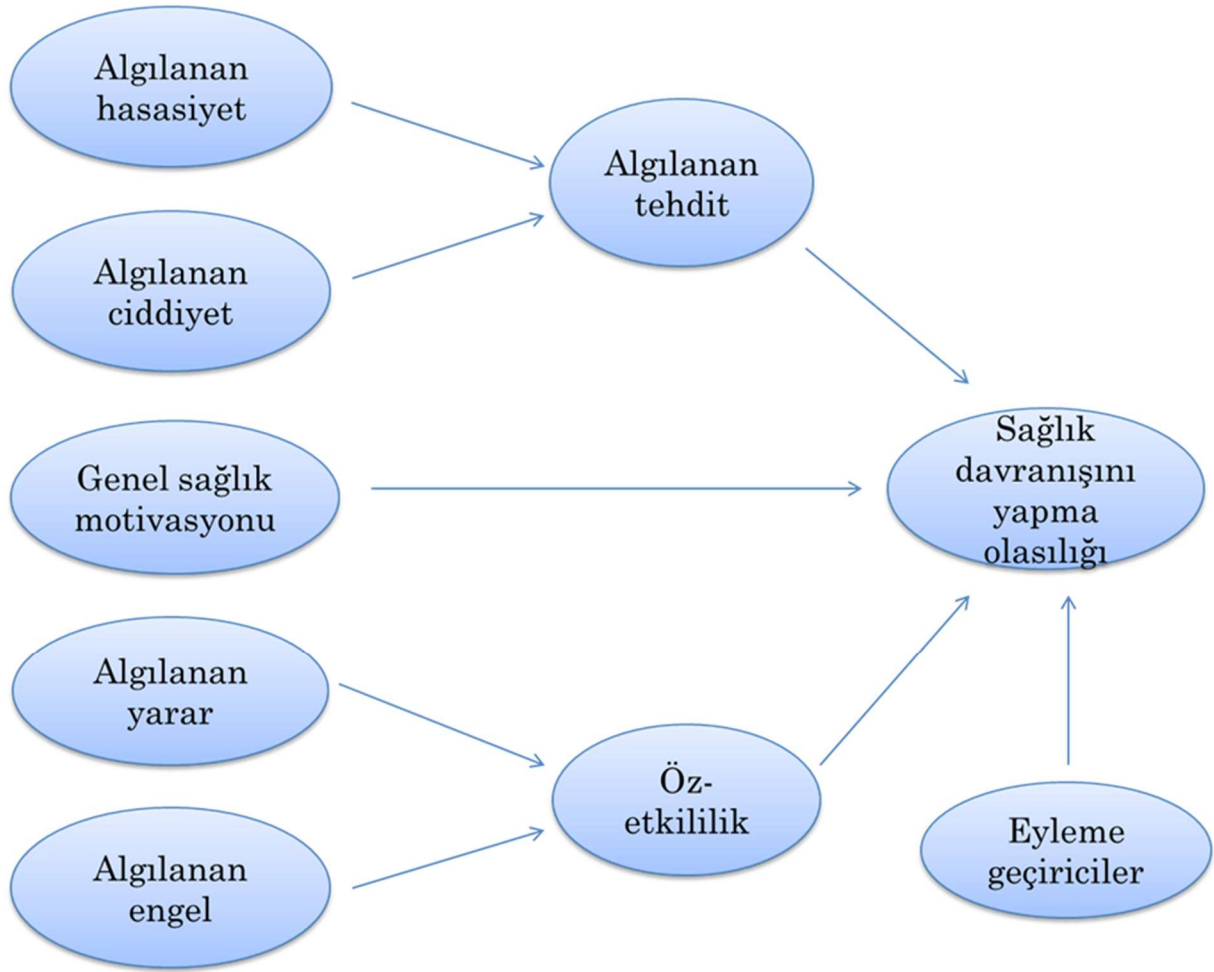 Algılanan
hasasiyet
Algılanan
tehdit
Algılanan
ciddiyet
Genel sağlık
motivasyonu
Sağlık
davranışını
yapma
olasılığı
Algılanan
yarar
Öz-
etkililik
Eyleme
geçiriciler
Algılanan
engel